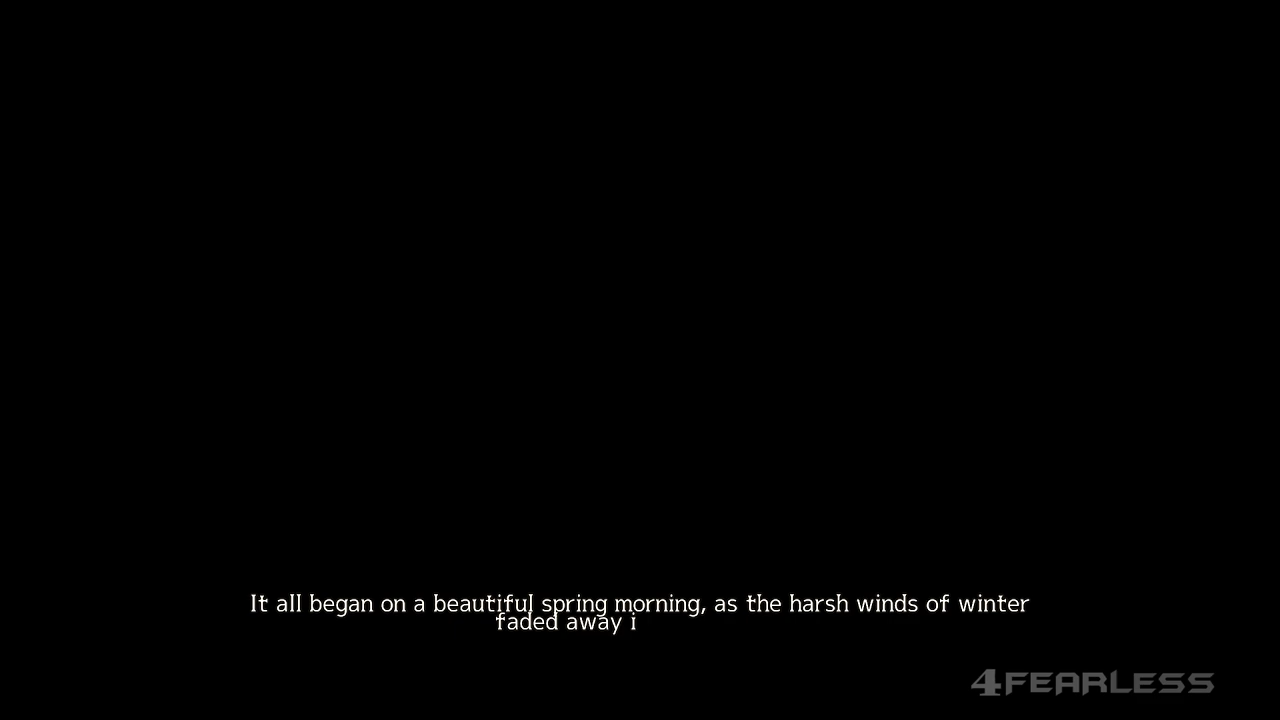 It all began on a beautiful spring morning, as the harsh winds of winter
faded away i
4FEARLESS